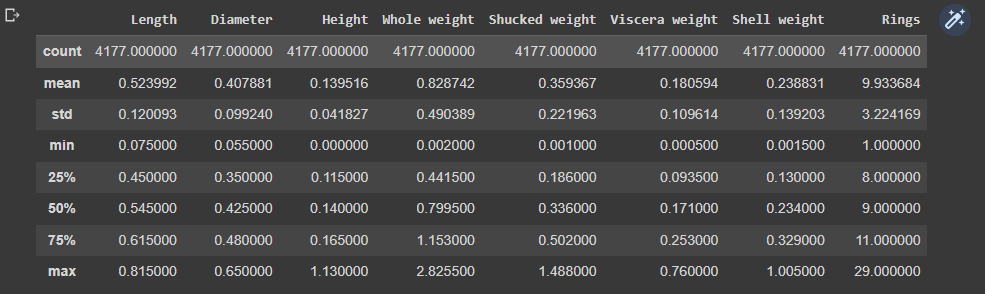 Length Diameter Height Whole weight Shucked weight Viscera weight Shell weight Rings
count 4177.000000 4177.000000 4177.000000 4177.000000 4177.000000 4177.000000 4177.000000 4177.000000
mean 0.523992 0.407881 0.139516 0.828742 0.359367 0.180594 0.238831 9.933684
std 0.120093 0.099240 0.041827 0.490389 0.221963 0.109614 0.139203 3.224169
min 0.075000 0.055000 0.000000 0.002000 0.001000 0.000500 0.001500 1.000000
25% 0.450000 0.350000 0.115000 0.441500 0.186000 0.093500 0.130000 8.000000
50% 0.545000 0.425000 0.140000 0.799500 0.336000 0.171000 0.234000 9.000000
75% 0.615000 0.480000 0.165000 1.153000 0.502000 0.253000 0.329000 11.000000
max 0.815000 0.650000 1.130000 2.825500 1.488000 0.760000 1.005000 29.000000